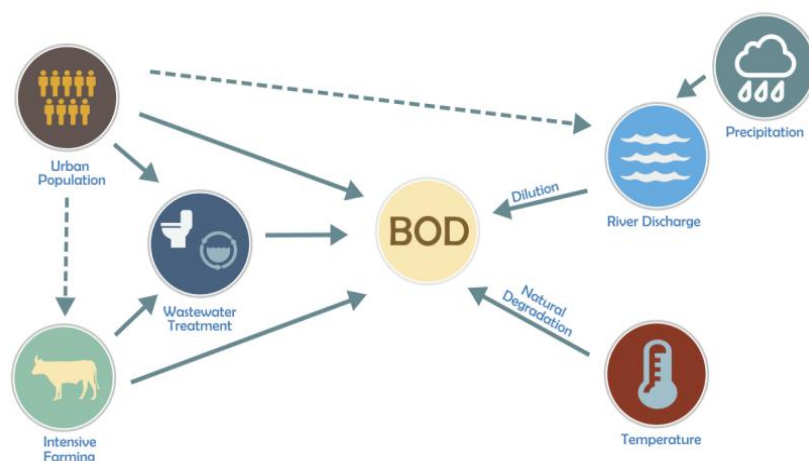 Urban
Population
Precipitation
Dilution
River Discharge
BOD
Wastewater
Treatment
Natural
Degradation
Intensive
Farming
Temperature